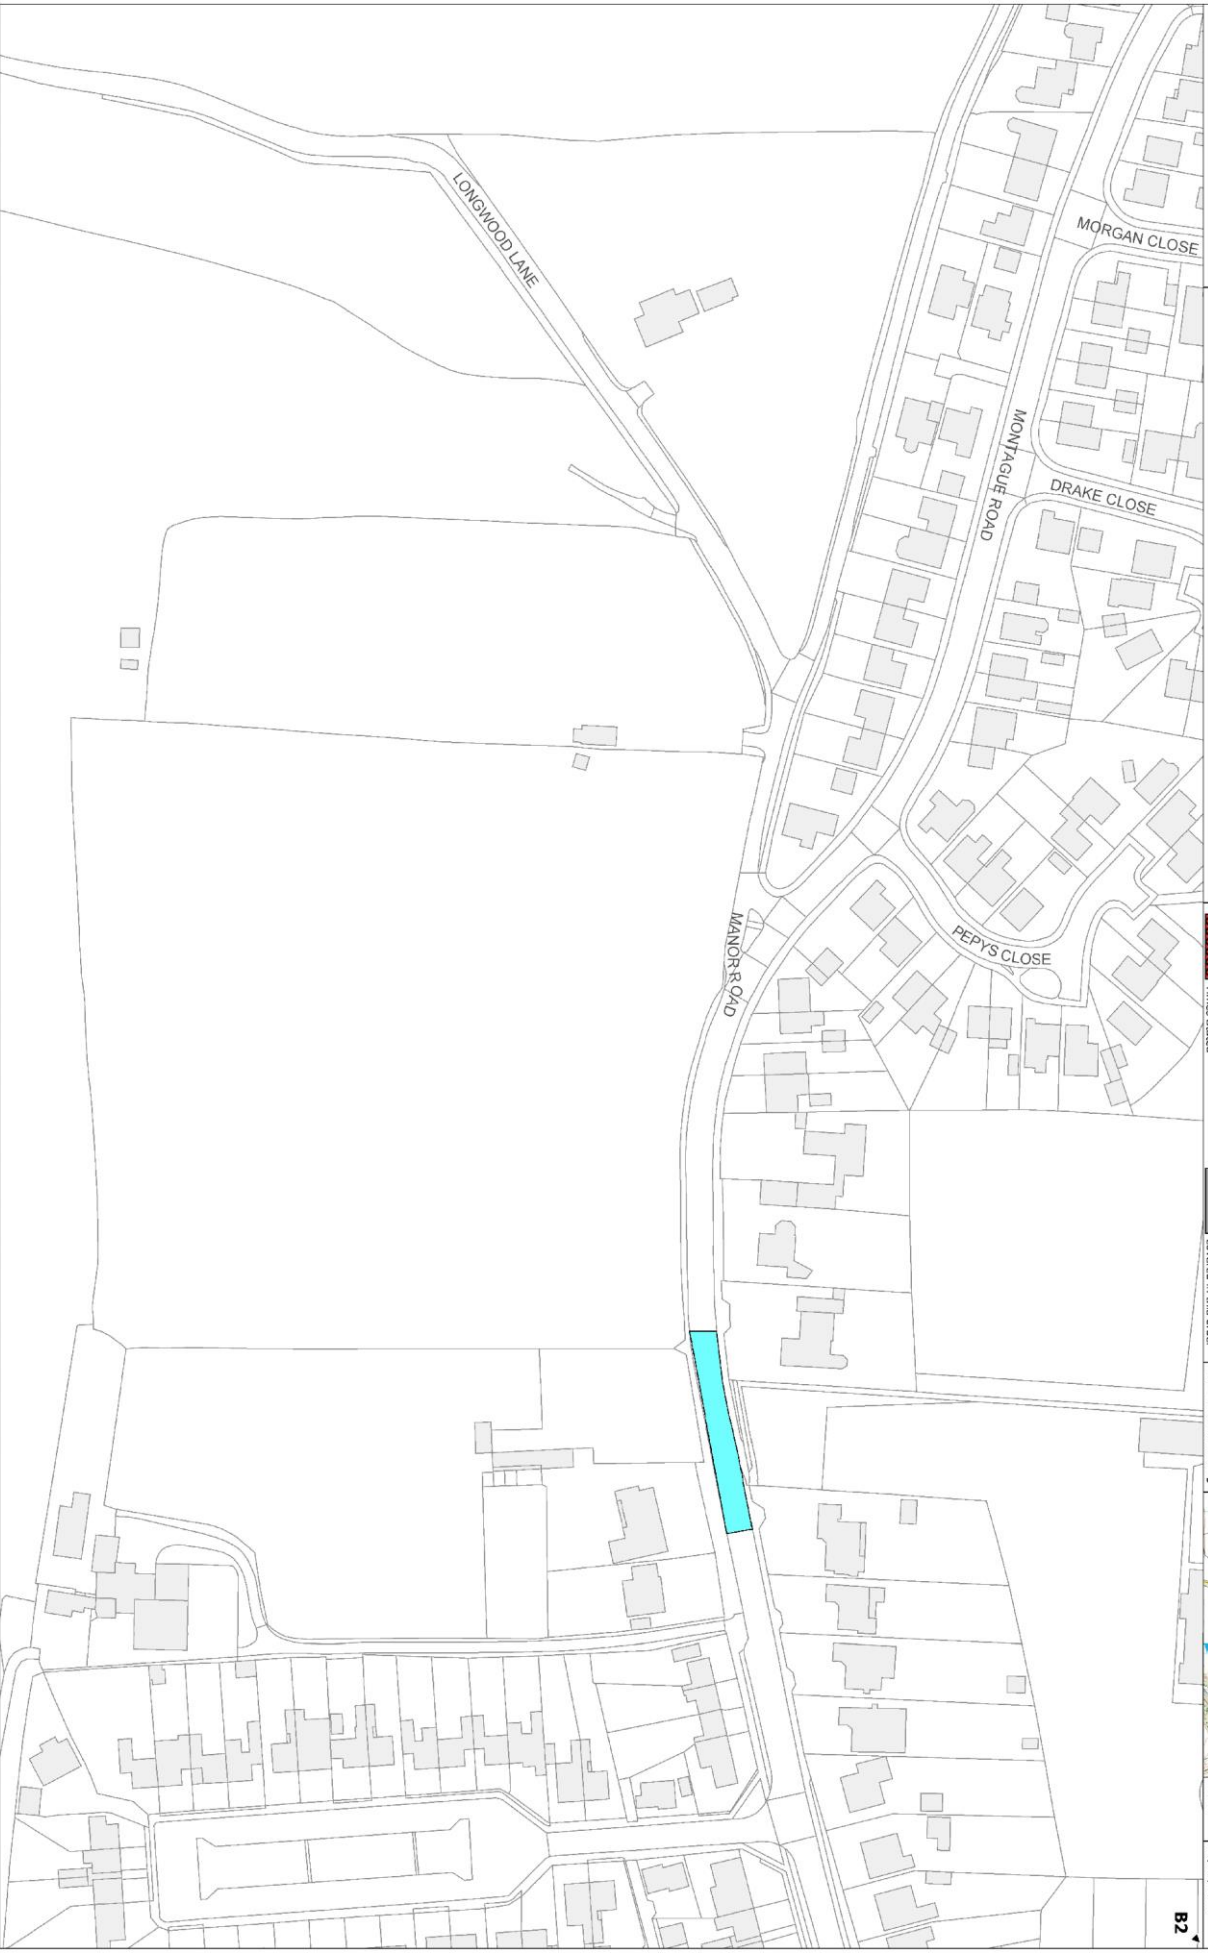 LONGWOOD LANE
MORGAN CLOSE
MONTAGUE ROAD
DRAKE CLOSE
PEPYS CLOSE
MANOR ROAD
B2